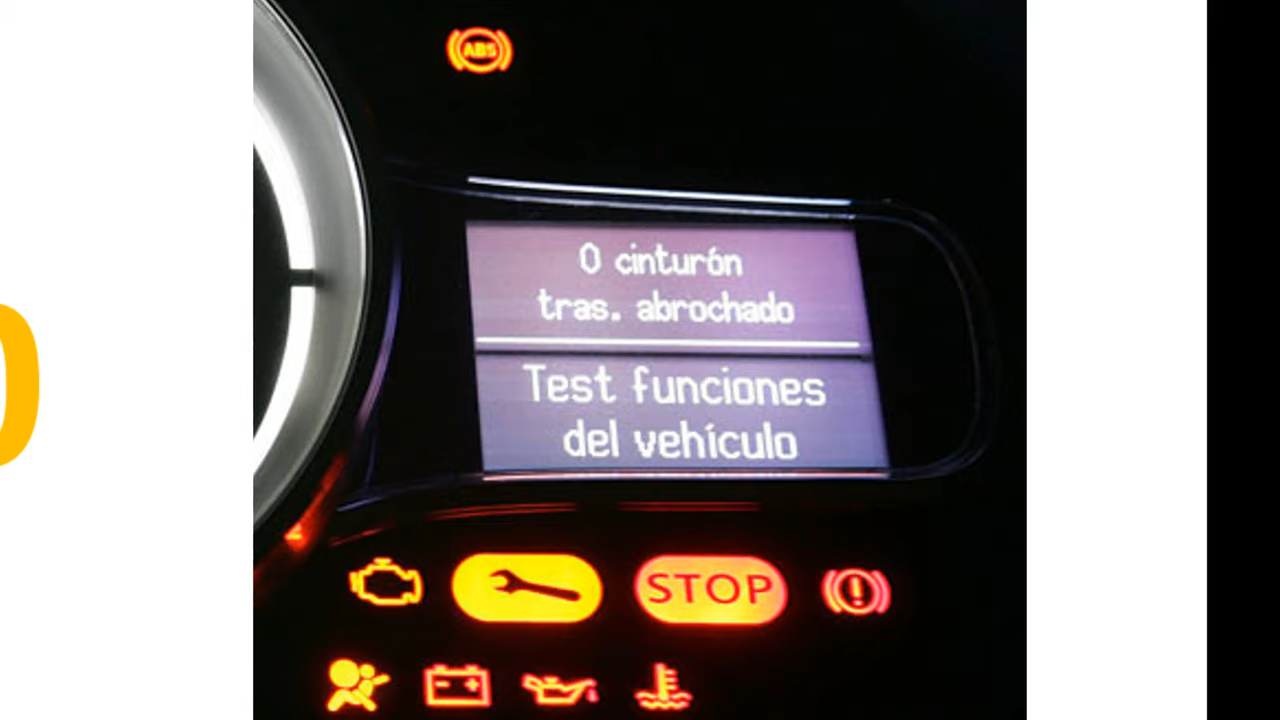 ABS
0 cinturón
tras. abrochado
Test funciones
del vehículo
STOP